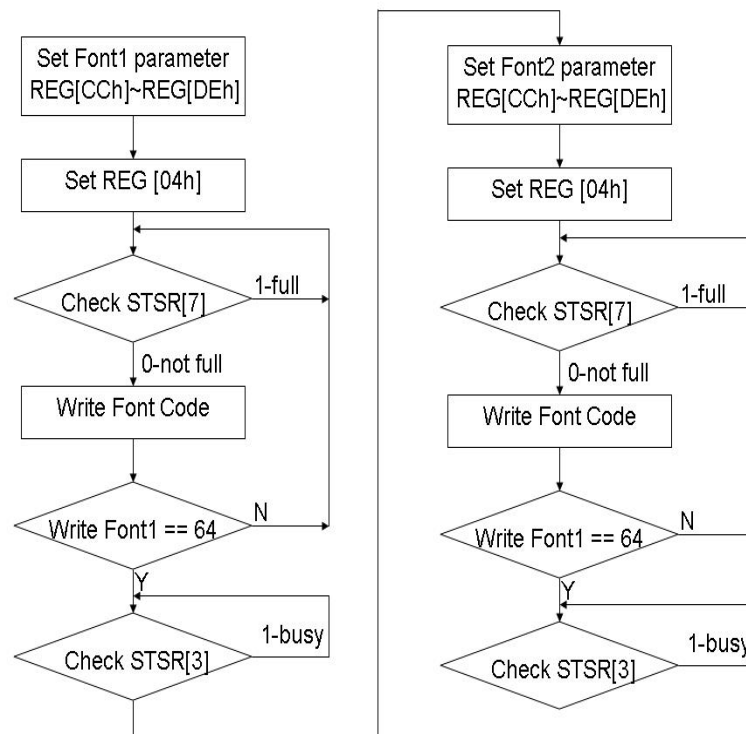 Set Font1 parameter
REG[CCh]~REG[DEh]
Set REG [04h]
Check STSR[7]
1-full
0-not full
Write Font Code
Write Font1 == 64
N
Y
Check STSR[3]
1-busy
Set Font2 parameter
REG[CCh]~REG[DEh]
Set REG [04h]
Check STSR[7]
1-full
0-not full
Write Font Code
Write Font1 == 64
N
Y
Check STSR[3]
1-busy